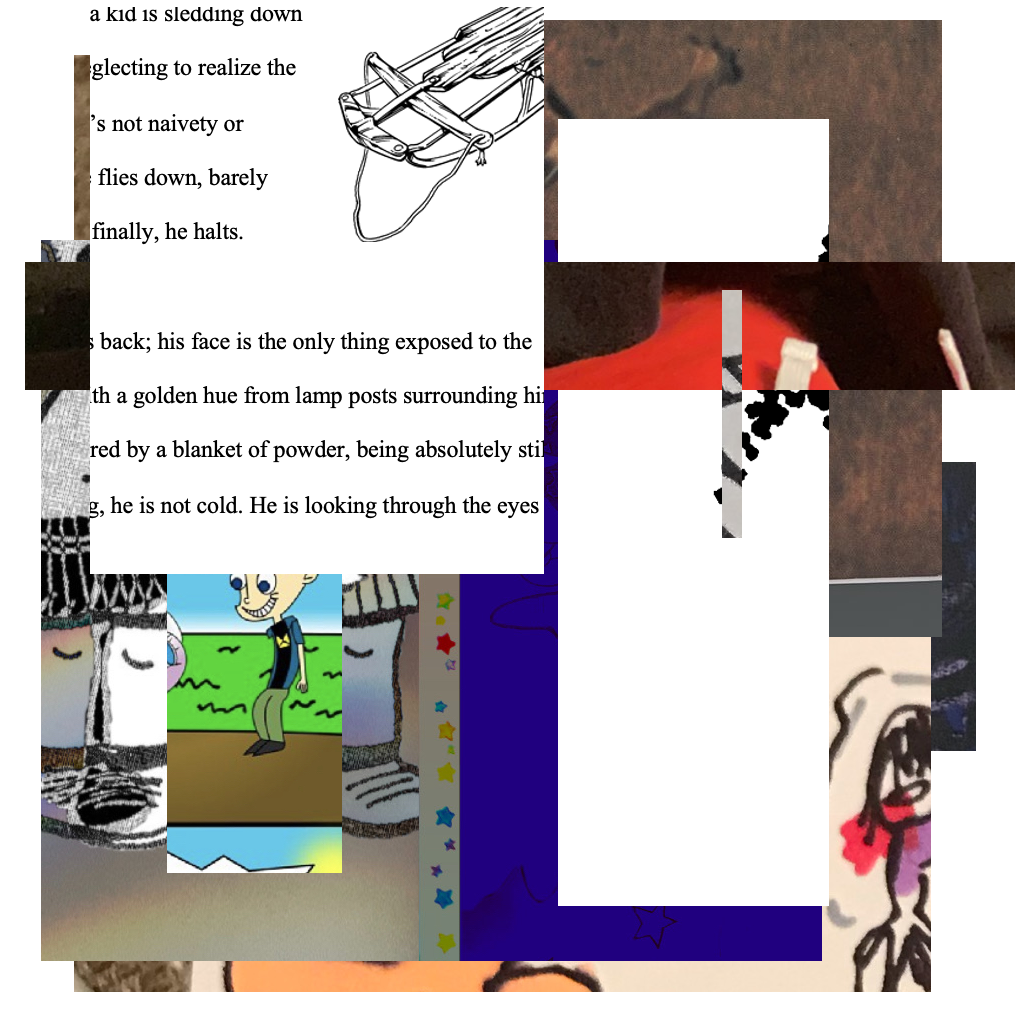 a kid is sledding down
glecting to realize the
's not naivety or
flies down, barely
finally, he halts.
s back; his face is the only thing exposed to the
th a golden hue from lamp posts surrounding hi
red by a blanket of powder, being absolutely stil
g, he is not cold. He is looking through the eyes